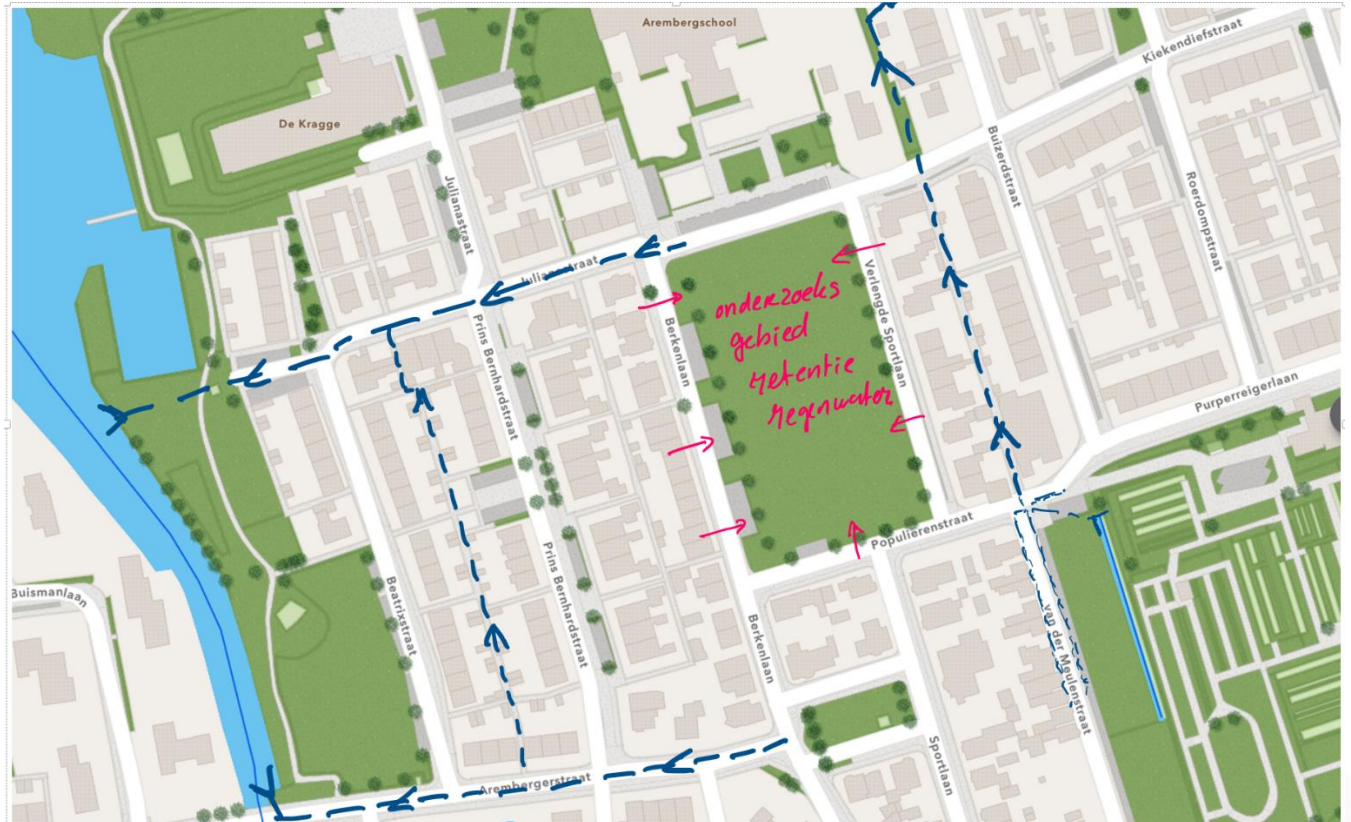 Arembergschool
Kiekendiefstraat
De Kragge
Julianastraat
Buizerdstraat
Roerdompstraat
Julianastraat
Verlengde Sportlaan
onderzoeks
gebied
retentie
regenwater
Prins Bernhardstraat
Berkenlaan
Purperreigerlaan
Populierenstraat
Prins Bernhardstraat
Buismanlaan
Beatrixstraat
Berkenlaan
van der Meulenstraat
Sportlaan
Arembergerstraat